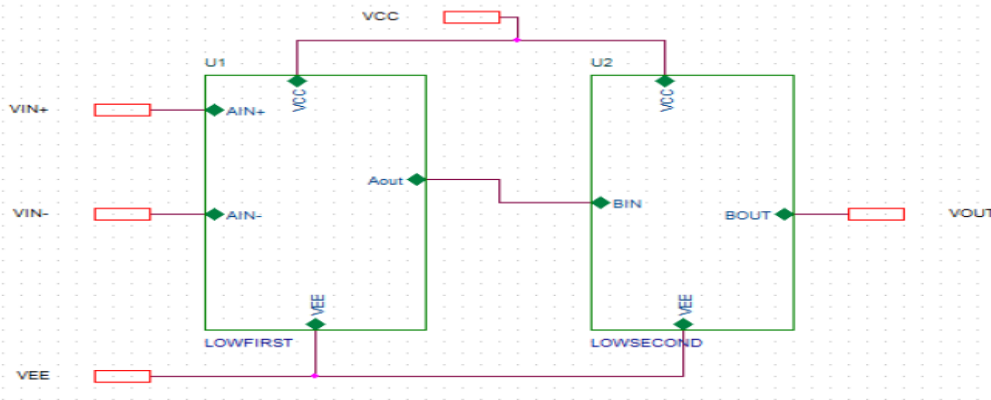 VCC
U1
U2
VCC
VCC
VIN+
AIN+
Aout
BIN
VIN-
AIN-
BOUT
VOUT
VEE
VEE
LOWFIRST
LOWSECOND
VEE